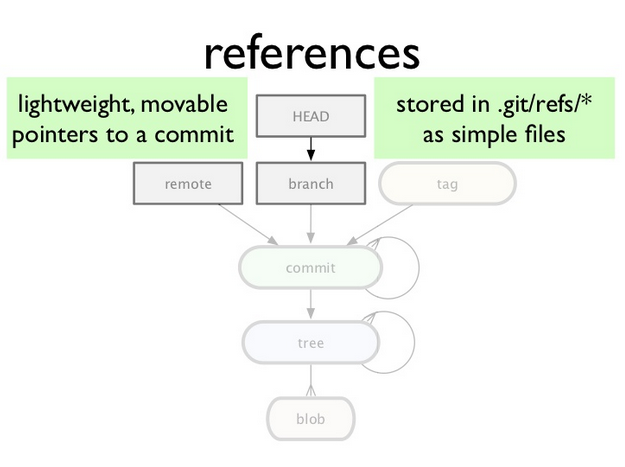 references
lightweight, movable
pointers to a commit
HEAD
stored in .git/refs/*
as simple files
remote
branch
tag
commit
tree
blob